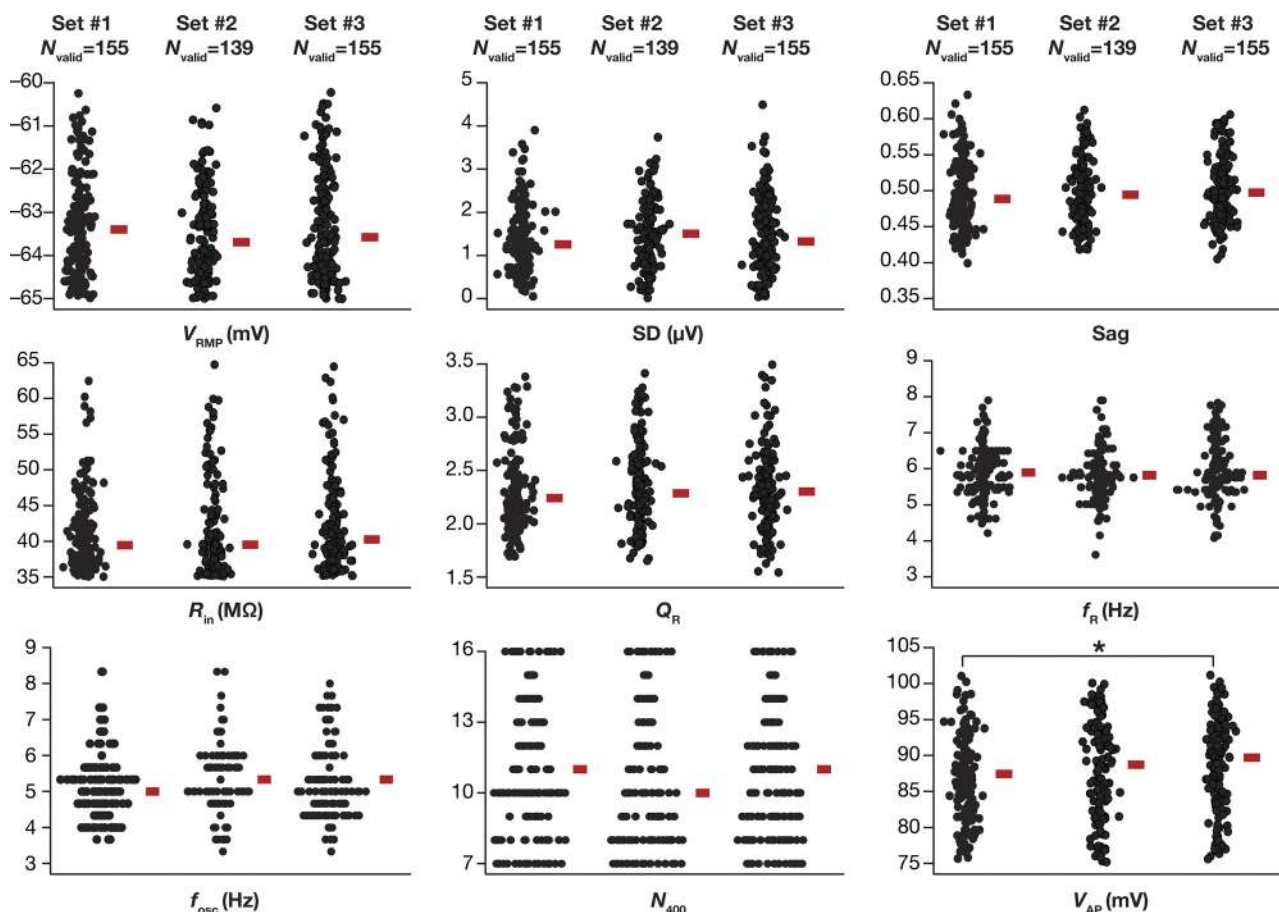 Set #1 Set #2 Set #3 Set #1 Set #2 Set #3 Set #1 Set #2 Set #3
Nvalid=155 Nvalid=139 Nvalid=155 Nvalid=155 Nvalid=139 Nvalid=155 Nvalid=155 Nvalid=139 Nvalid=155
–60 5 0.65
–61 4 0.60
–62 3 0.55
–63 2 0.50
–64 1 0.45
–65 0 0.40
0.35
VRMP (mV) SD (μV) Sag
65 3.5 9
60 3.0 8
55 2.5 7
50 2.0 6
45 1.5 5
40 4
35 3
Rin (MΩ) QR fR (Hz)
9 16 105
8 13 100
7 10 95
6 7 90
5 85
4 80
3 75
*
fosc (Hz) N400 VAP (mV)